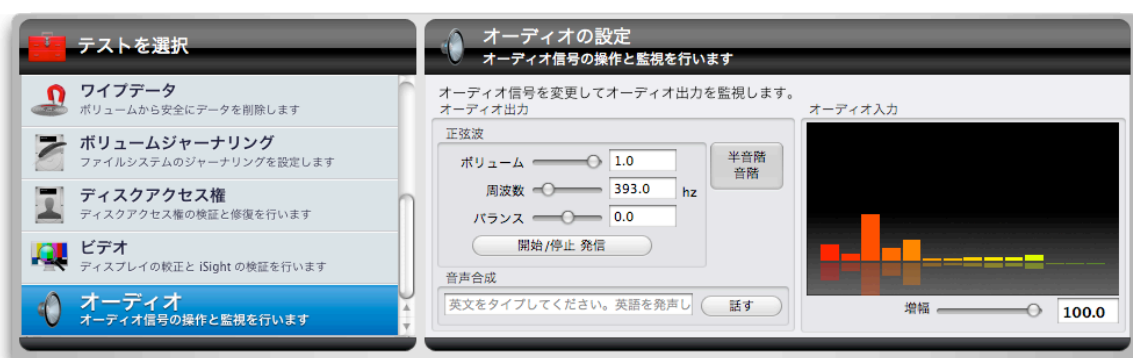 テストを選択
ワイプデータ
ボリュームから安全にデータを削除します
ボリュームジャーナリング
ファイルシステムのジャーナリングを設定します
ディスクアクセス権
ディスクアクセス権の検証と修復を行います
ビデオ
ディスプレイの較正と iSight の検証を行います
オーディオ
オーディオ信号の操作と監視を行います
オーディオの設定
オーディオ信号の操作と監視を行います
オーディオ信号を変更してオーディオ出力を監視します。
オーディオ出力
正弦波
ボリューム 1.0
周波数 393.0 hz
バランス 0.0
開始/停止 発信
半音階
音階
音声合成
英文をタイプしてください。英語を発声し
話す
オーディオ入力
増幅 100.0